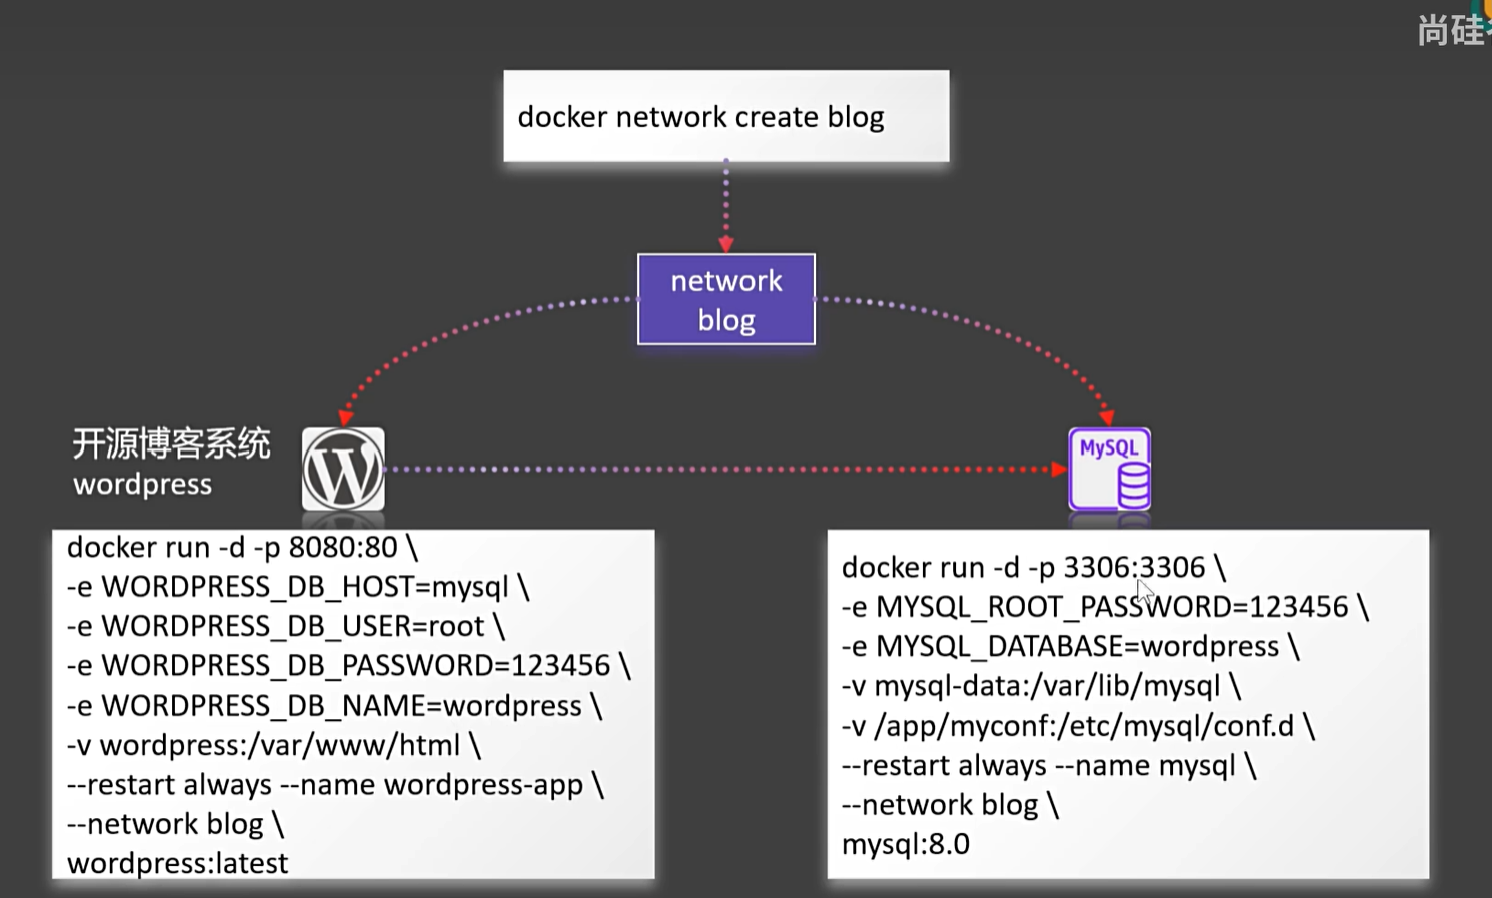 尚硅
docker network create blog
network
blog
开源博客系统
wordpress
MySQL
docker run -d -p 8080:80 \
-e WORDPRESS_DB_HOST=mysql \
-e WORDPRESS_DB_USER=root \
-e WORDPRESS_DB_PASSWORD=123456 \
-e WORDPRESS_DB_NAME=wordpress \
-v wordpress:/var/www/html \
--restart always --name wordpress-app \
--network blog \
wordpress:latest
docker run -d -p 3306:3306 \
-e MYSQL_ROOT_PASSWORD=123456 \
-e MYSQL_DATABASE=wordpress \
-v mysql-data:/var/lib/mysql \
-v /app/myconf:/etc/mysql/conf.d \
--restart always --name mysql \
--network blog \
mysql:8.0